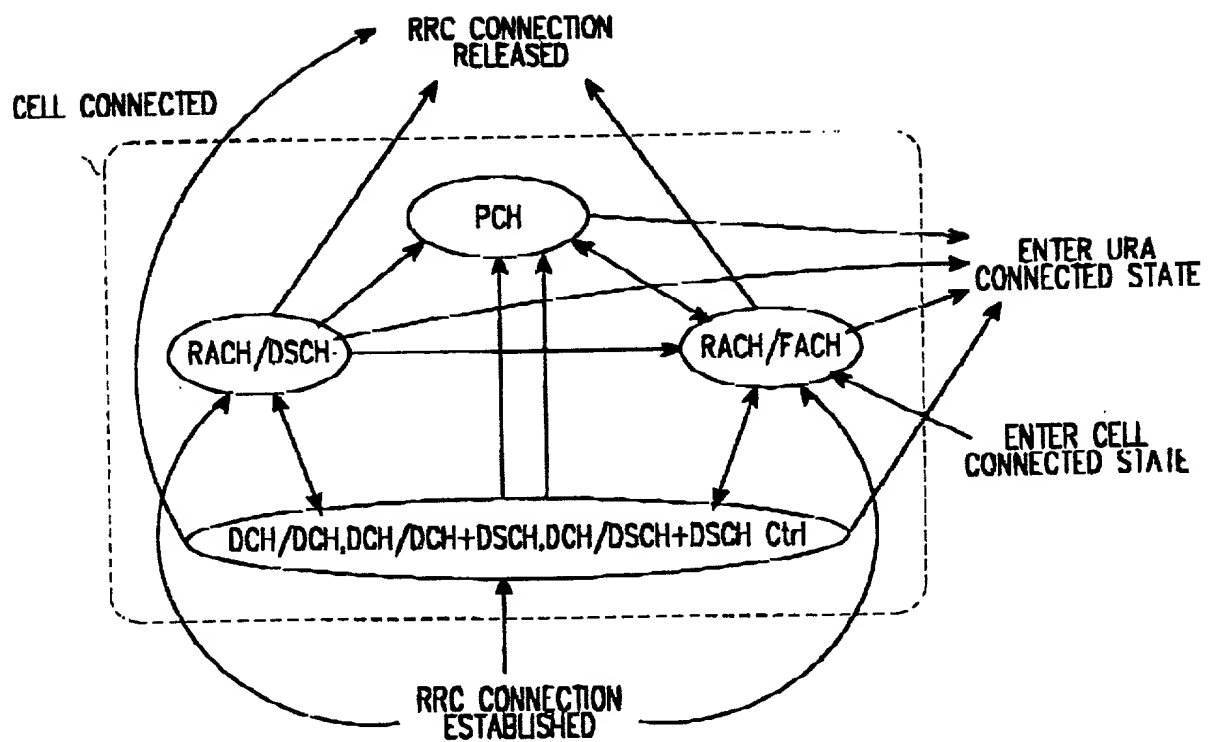 RRC CONNECTION
RELEASED
CELL CONNECTED
PCH
ENTER URA
CONNECTED STATE
RACH/DSCH
RACH/FACH
ENTER CELL
CONNECTED STATE
DCH/DCH,DCH/DCH+DSCH,DCH/DSCH+DSCH Ctrl
RRC CONNECTION
ESTABLISHED